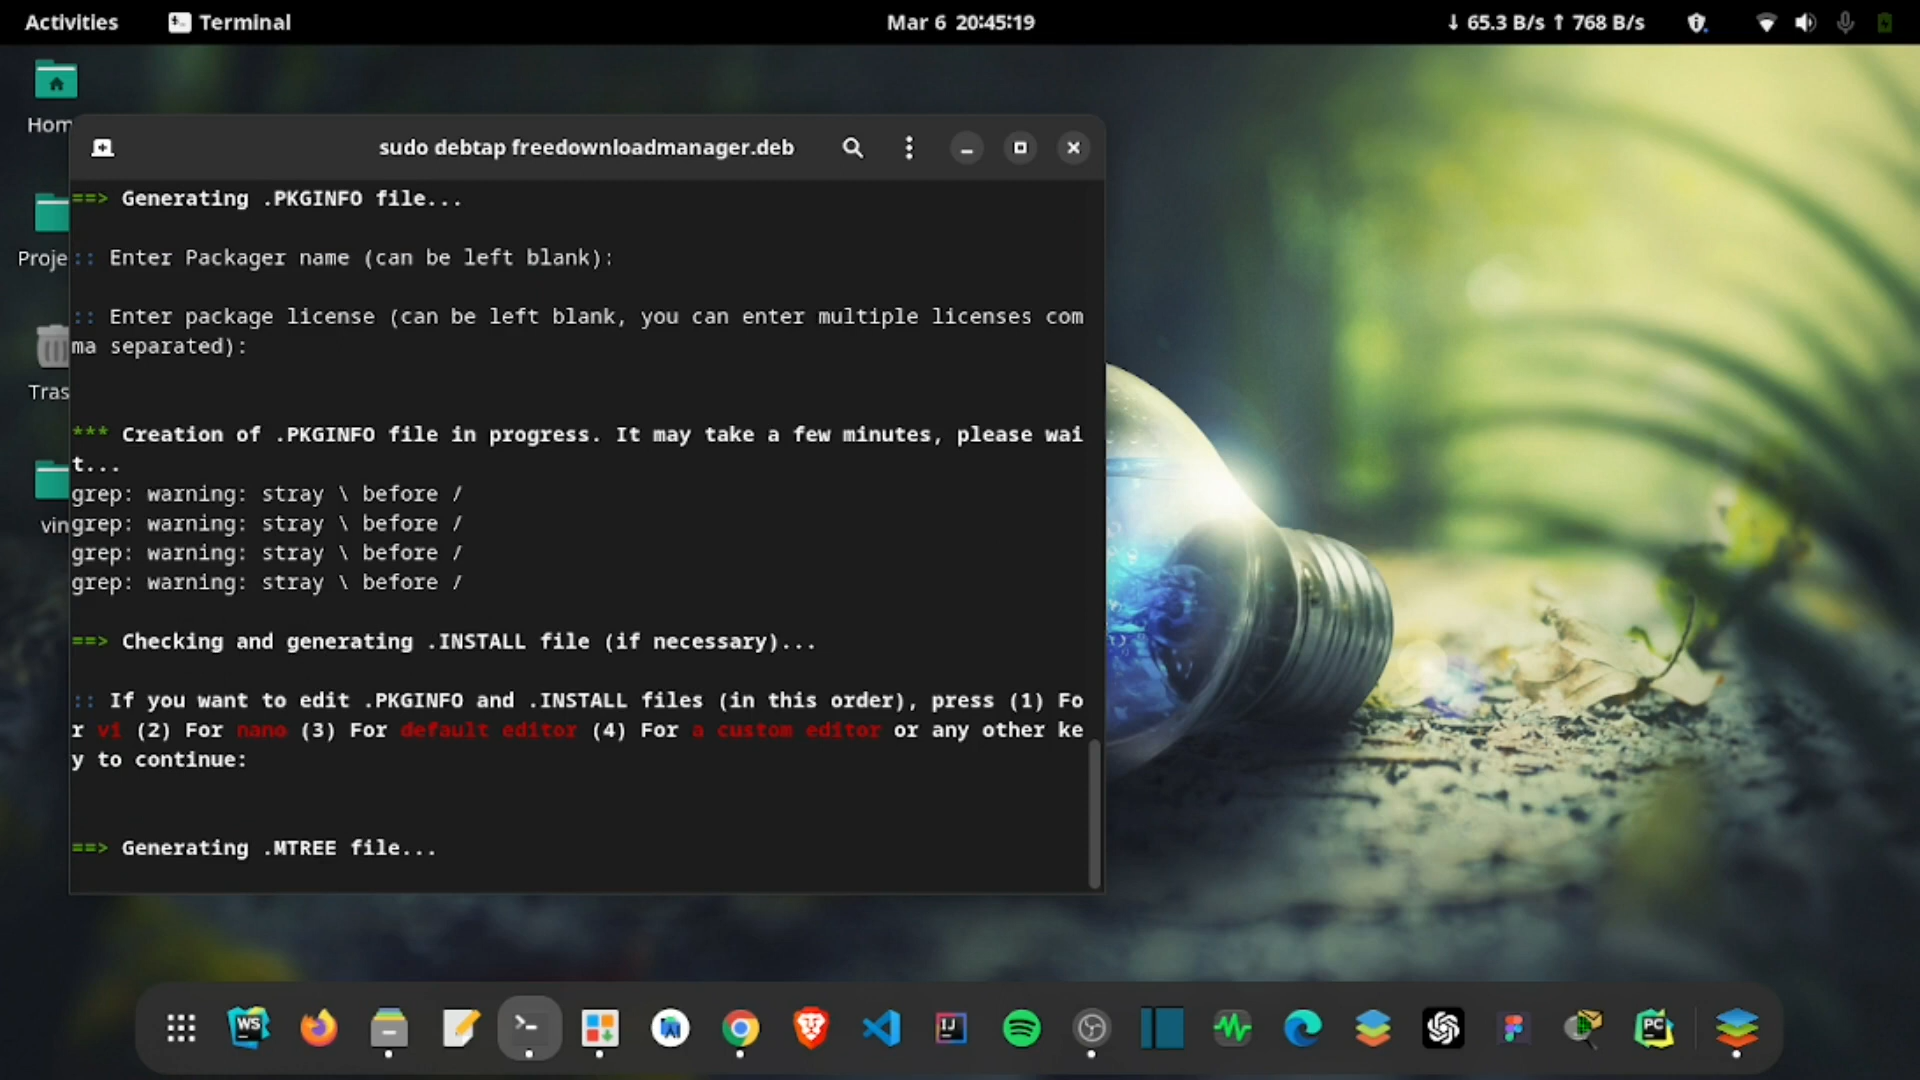 Activities
Terminal
Mar 6 20:45:19
↓ 65.3 B/s ↑ 768 B/s
Hom
Proje
Tras
vin
sudo debtap freedownloadmanager.deb
==> Generating .PKGINFO file...
:: Enter Packager name (can be left blank):
:: Enter package license (can be left blank, you can enter multiple licenses com
ma separated):
*** Creation of .PKGINFO file in progress. It may take a few minutes, please wai
t...
grep: warning: stray \ before /
grep: warning: stray \ before /
grep: warning: stray \ before /
grep: warning: stray \ before /
==> Checking and generating .INSTALL file (if necessary)...
:: If you want to edit .PKGINFO and .INSTALL files (in this order), press (1) Fo
r vi (2) For nano (3) For default editor (4) For a custom editor or any other ke
y to continue:
==> Generating .MTREE file...
WS
IJ
PC